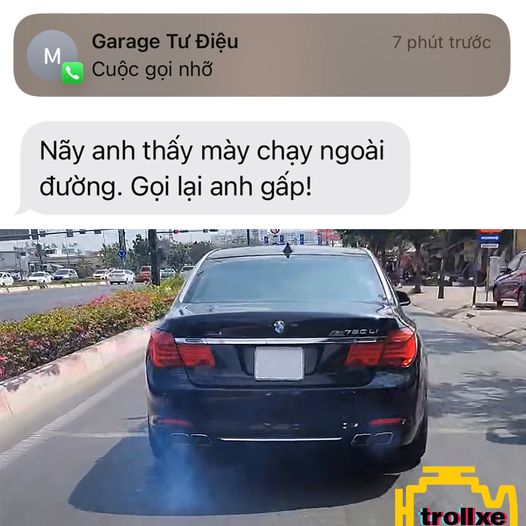 Garage Tư Điệu
7 phút trước
M
Cuộc gọi nhỡ
Nãy anh thấy mày chạy ngoài
đường. Gọi lại anh gấp!
750Li
trollxe